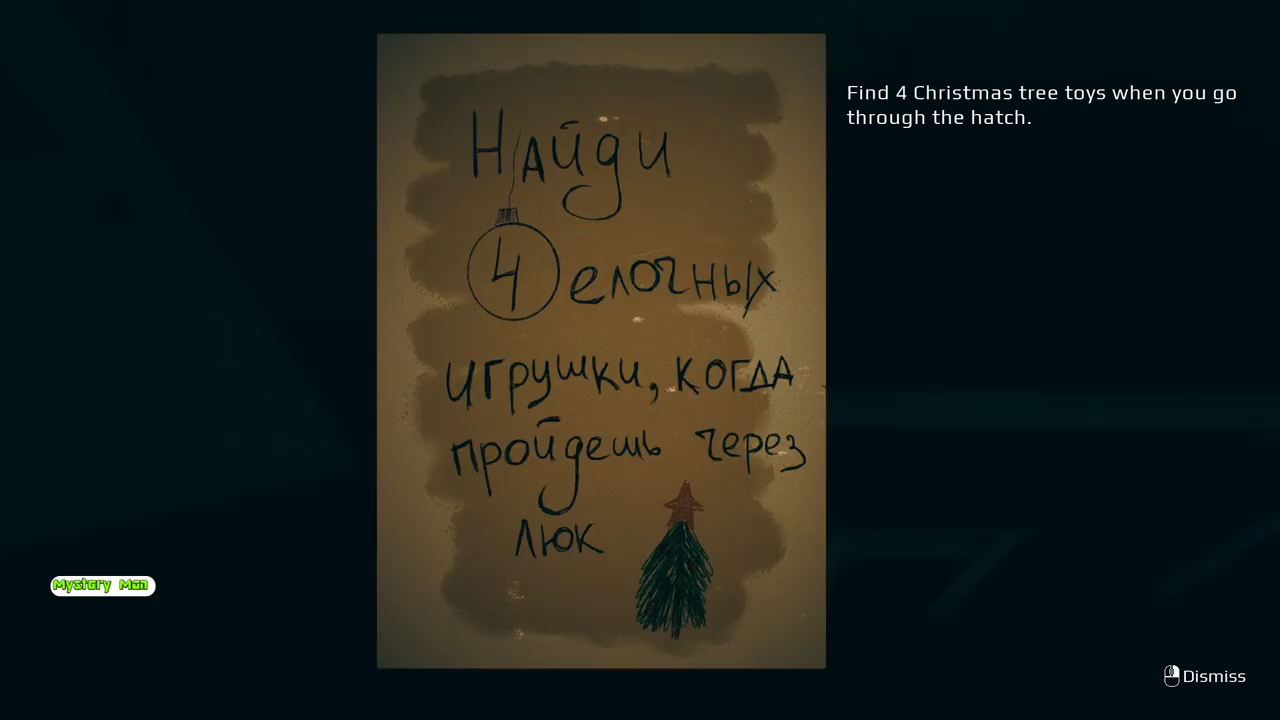 Найди
4 елочных
игрушки, когда
пройдешь через
люк
Find 4 Christmas tree toys when you go
through the hatch.
Mystery Man
Dismiss